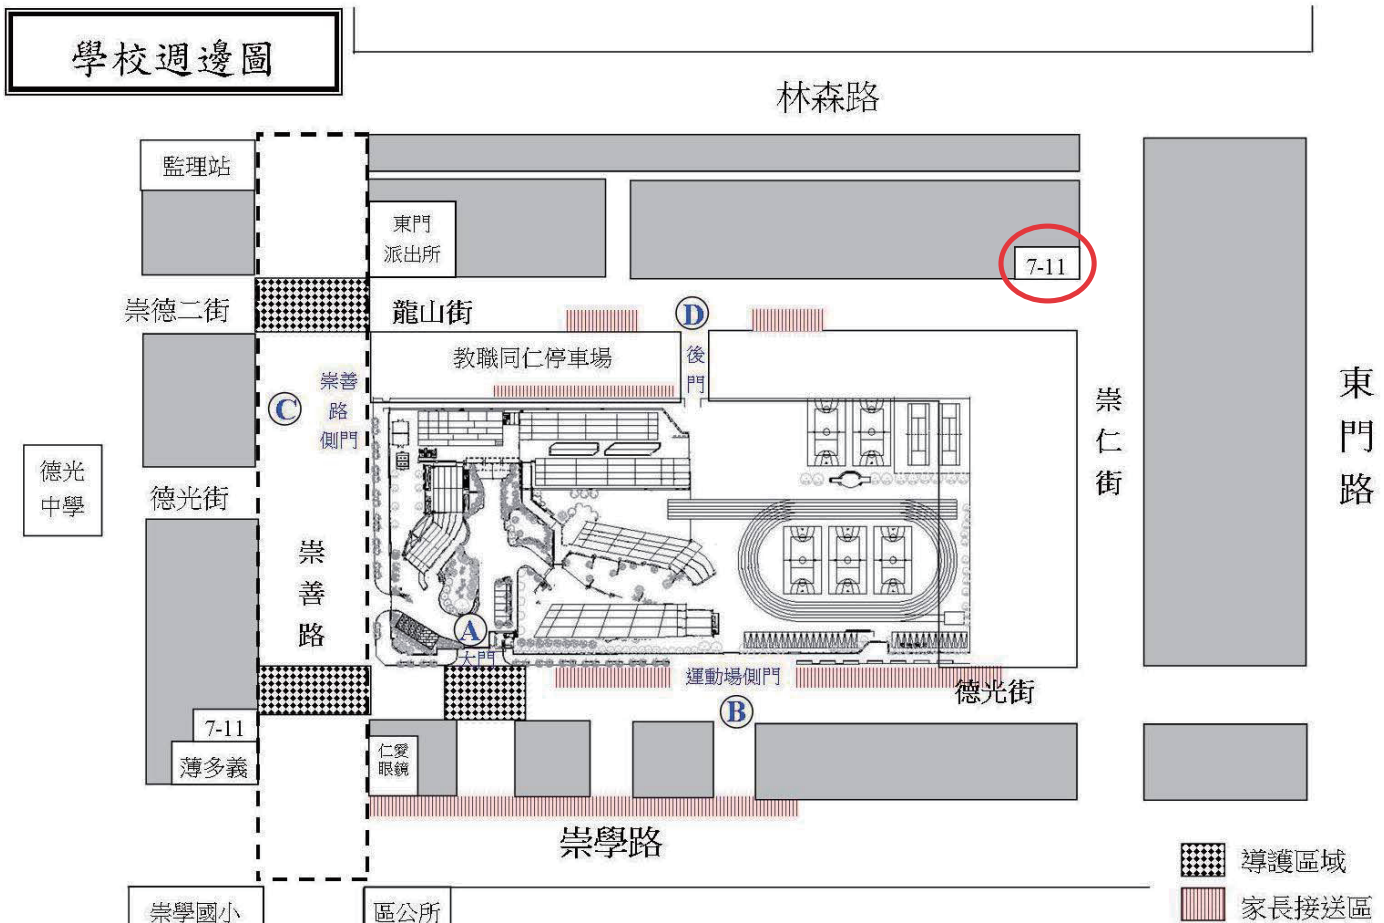 學校週邊圖
林森路
監理站
東門
派出所
7-11
崇德二街
龍山街
D
後門
教職同仁停車場
C
崇善
路
側門
崇仁街
東門路
德光
中學
德光街
崇善路
A
大門
運動場側門
B
德光街
7-11
薄多義
仁愛
眼鏡
崇學路
導護區域
家長接送區
崇學國小
區公所